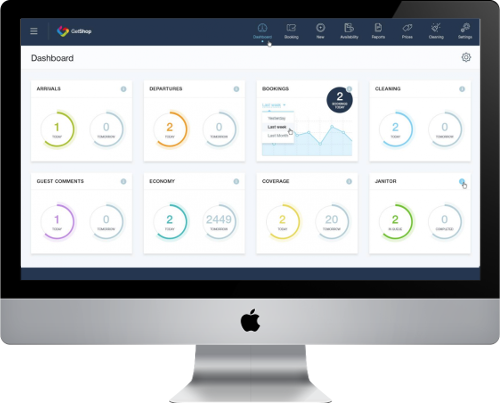 GetShop
Dashboard
Booking
New
Availability
Reports
Prices
Cleaning
Settings
Dashboard
ARRIVALS
1
TODAY
0
TOMORROW
DEPARTURES
2
TODAY
0
TOMORROW
BOOKINGS
Last week
Yesterday
Last week
Last Month
2
BOOKINGS
TODAY
CLEANING
2
TODAY
0
TOMORROW
GUEST COMMENTS
1
TODAY
0
TOMORROW
ECONOMY
2
TODAY
2449
TOMORROW
COVERAGE
2
TODAY
20
TOMORROW
JANITOR
2
IN QUEUE
0
COMPLETED